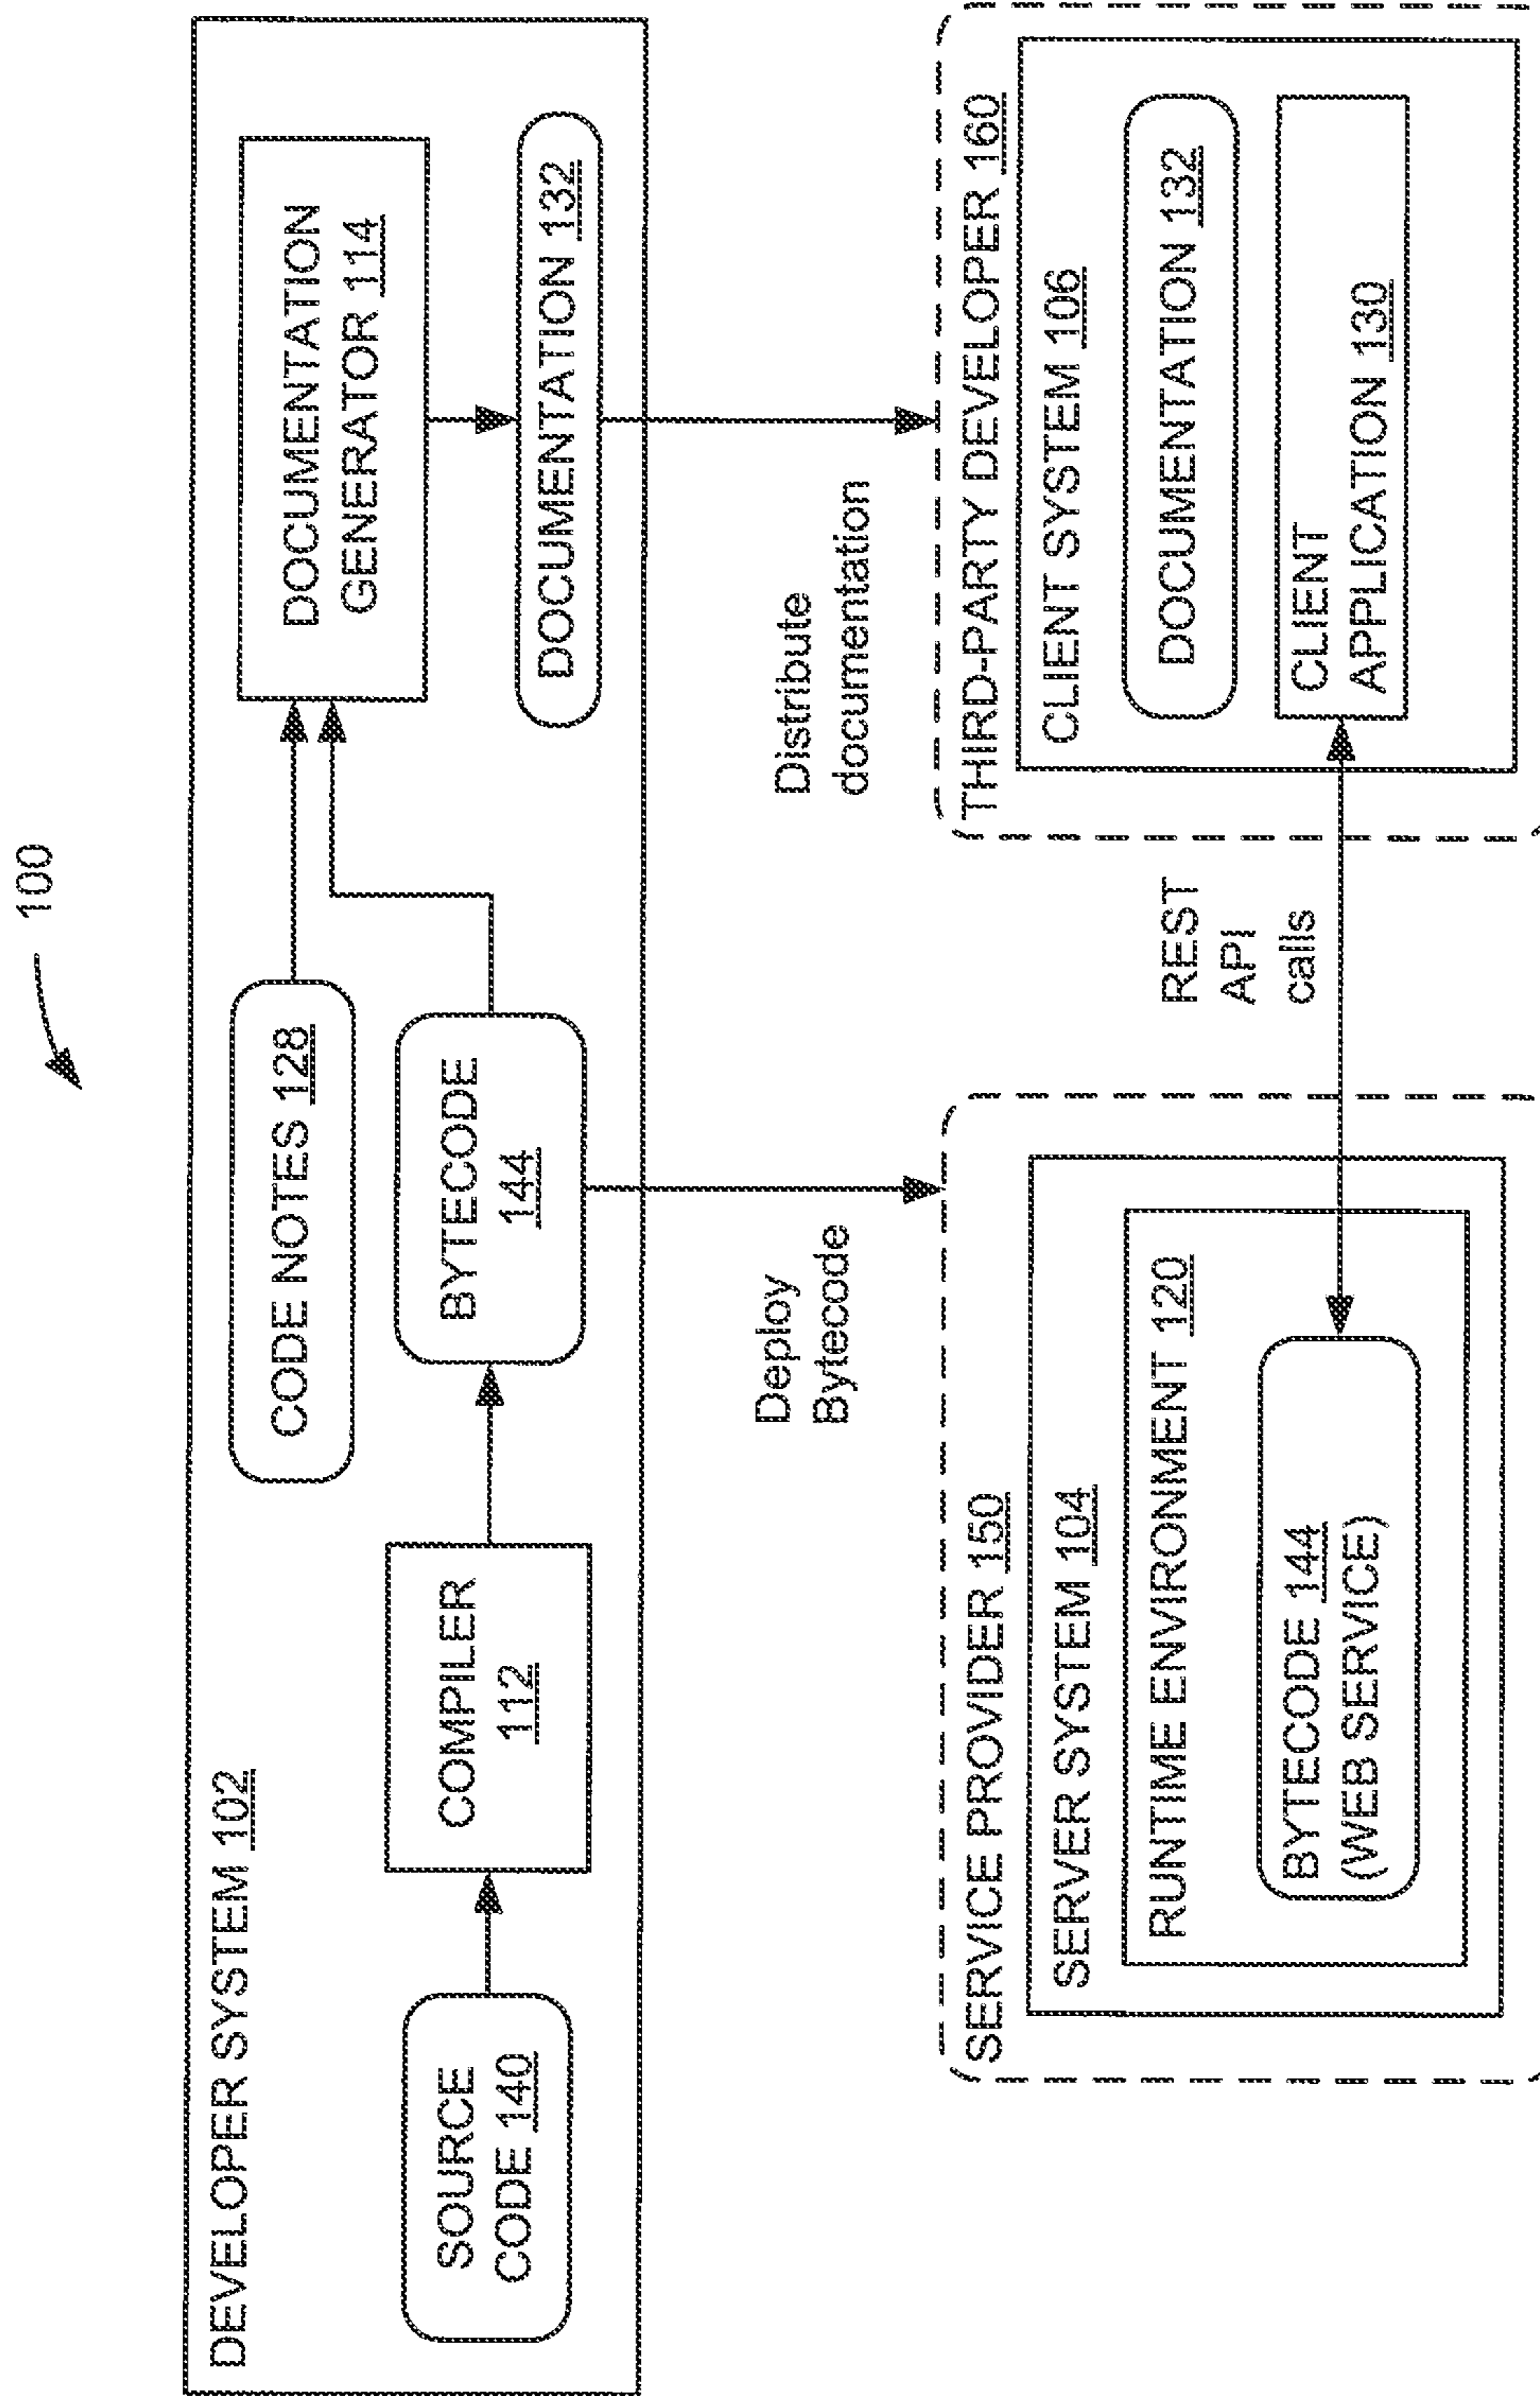 100
DEVELOPER SYSTEM 102
SOURCE
CODE 140
COMPILER
112
CODE NOTES 128
BYTECODE
144
DOCUMENTATION
GENERATOR 114
DOCUMENTATION 132
Deploy
Bytecode
Distribute
documentation
SERVICE PROVIDER 150
SERVER SYSTEM 104
RUNTIME ENVIRONMENT 120
BYTECODE 144
(WEB SERVICE)
REST
API
calls
THIRD-PARTY DEVELOPER 160
CLIENT SYSTEM 106
DOCUMENTATION 132
CLIENT
APPLICATION 130